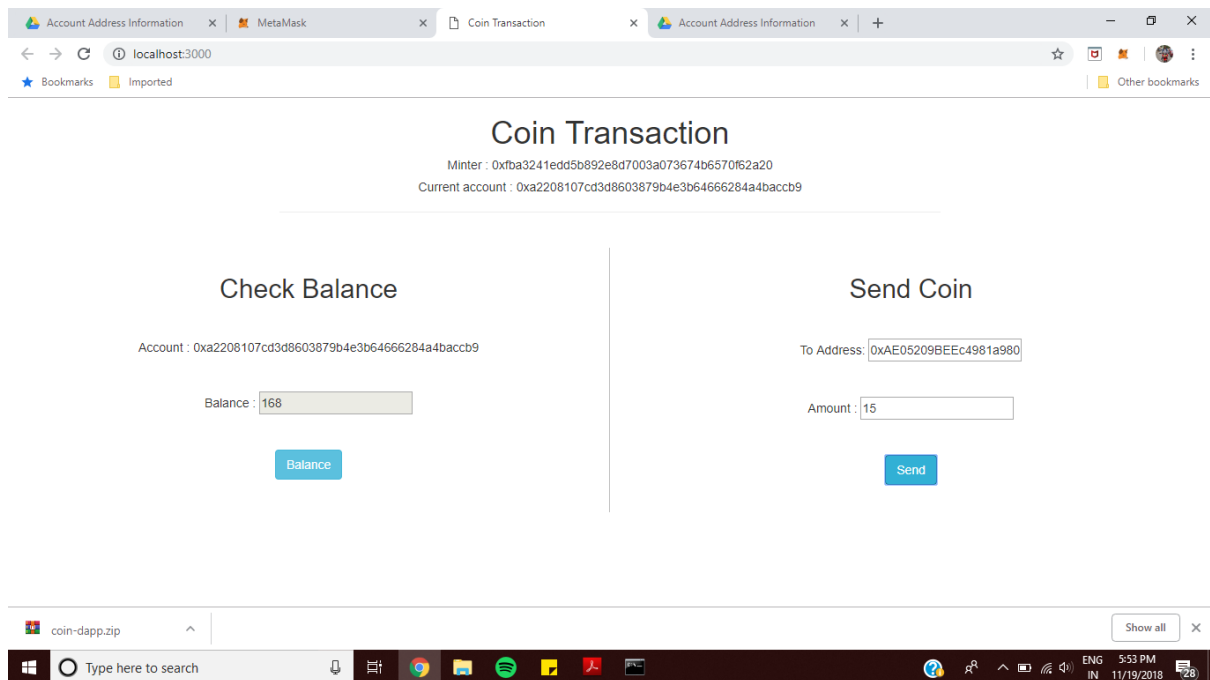 Account Address Information
MetaMask
Coin Transaction
Account Address Information
localhost:3000
Bookmarks
Imported
Other bookmarks
Coin Transaction
Minter : 0xfba3241edd5b892e8d7003a073674b6570f62a20
Current account : 0xa2208107cd3d8603879b4e3b64666284a4baccb9
Check Balance
Account : 0xa2208107cd3d8603879b4e3b64666284a4baccb9
Balance : 168
Balance
Send Coin
To Address: 0xAE05209BEEc4981a980
Amount : 15
Send
coin-dapp.zip
Show all
Type here to search
ENG
IN
5:53 PM
11/19/2018
28